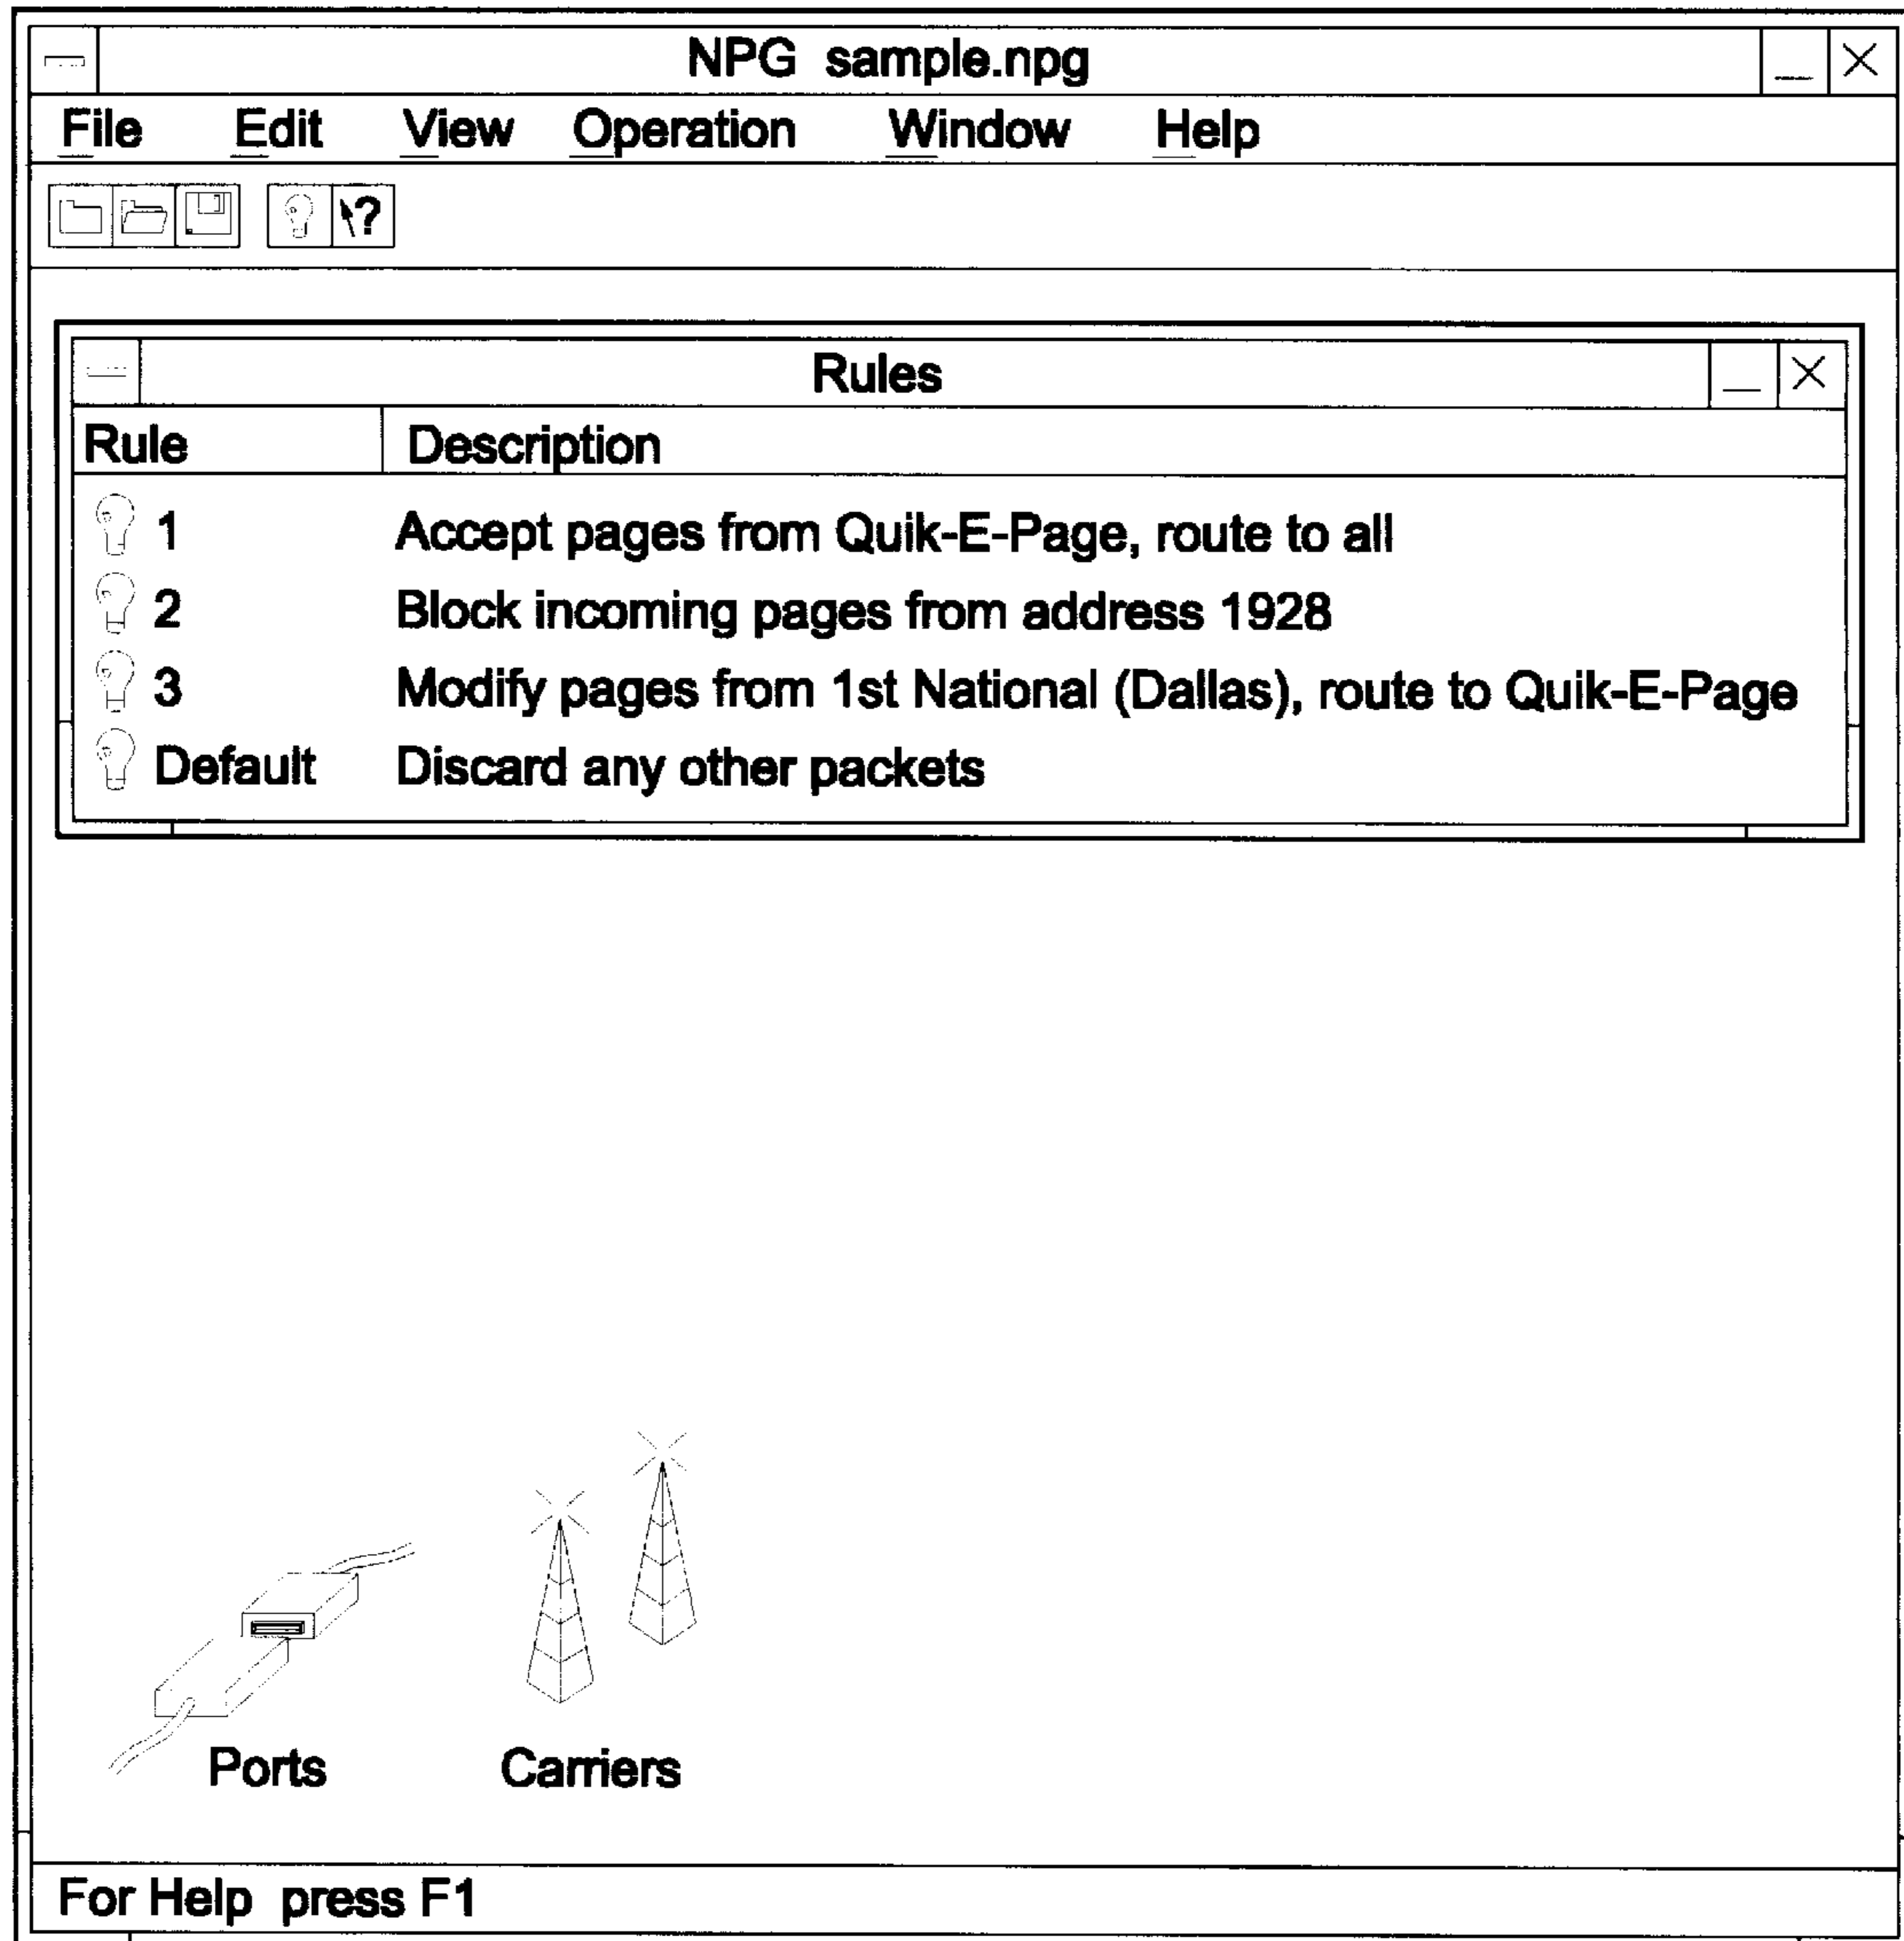 NPG sample.npg
File Edit View Operation Window Help
?
Rules
Rule Description
1 Accept pages from Quik-E-Page, route to all
2 Block incoming pages from address 1928
3 Modify pages from 1st National (Dallas), route to Quik-E-Page
Default Discard any other packets
Ports Carriers
For Help press F1